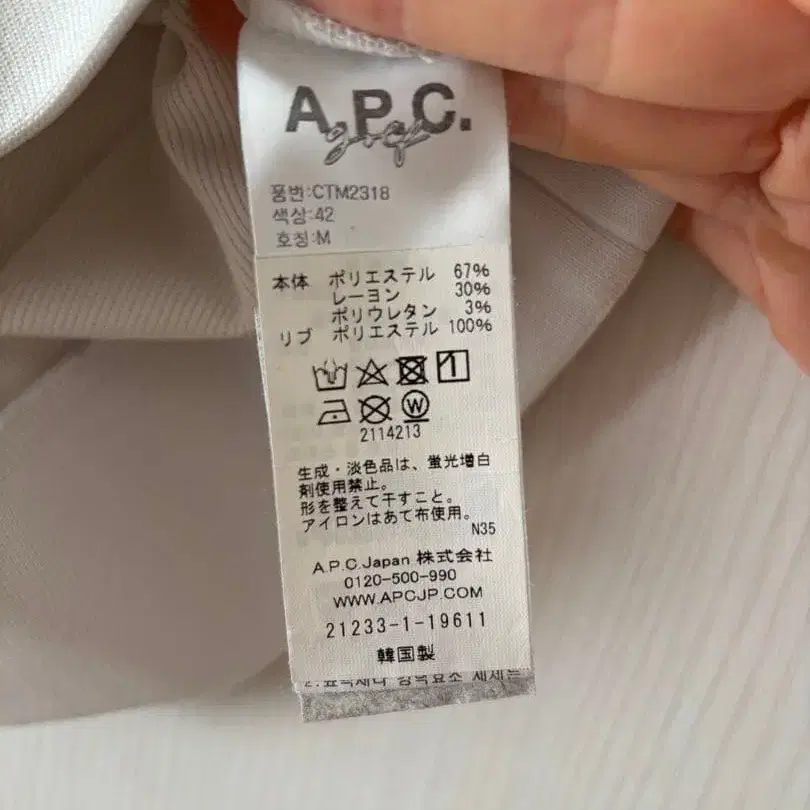 A.P.C.
golf
품번:CTM2318
색상:42
호칭:M
本体 ポリエステル 67%
レーヨン 30%
ポリウレタン 3%
リブ ポリエステル 100%
W
2114213
生成・淡色品は、蛍光増白
剤使用禁止。
形を整えて干すこと。
アイロンはあて布使用。
N35
A.P.C.Japan 株式会社
0120-500-990
WWW.APCJP.COM
21233-1-19611
韓国製